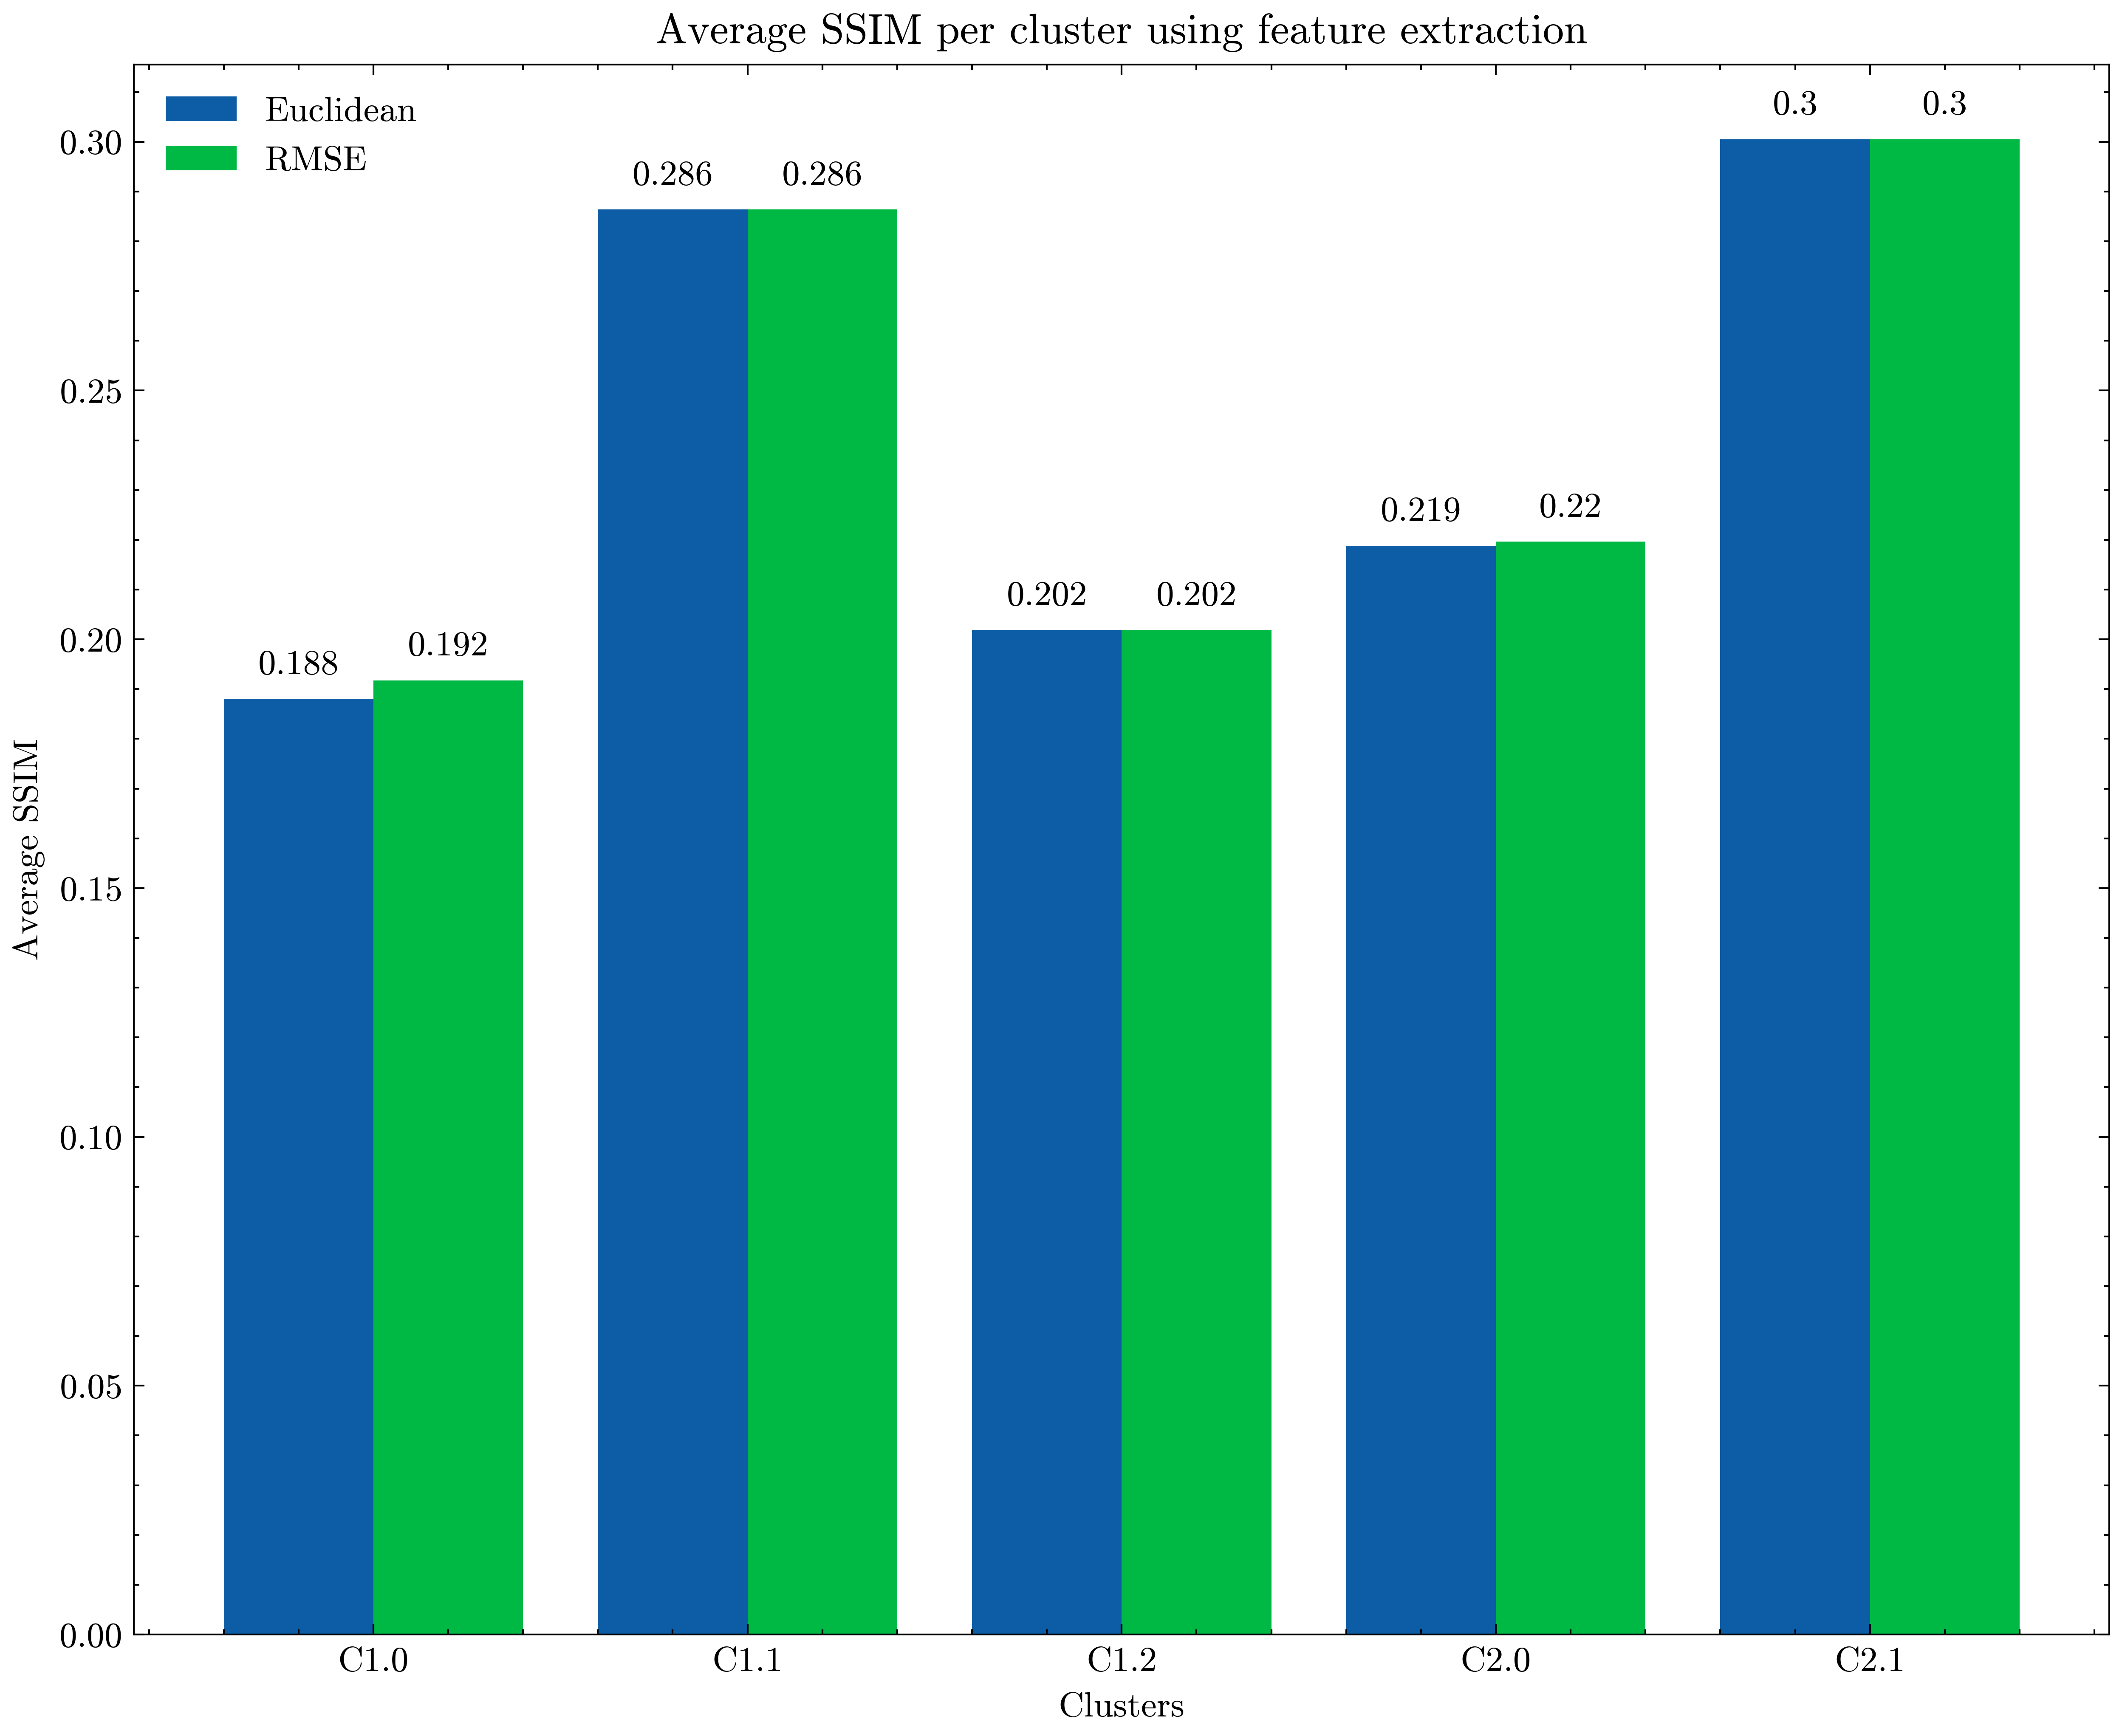 Average SSIM per cluster using feature extraction
Euclidean
RMSE
0.3 0.3
0.286 0.286
0.219 0.22
0.202 0.202
0.188 0.192
0.30
0.25
0.20
0.15
0.10
0.05
0.00
Average SSIM
C1.0 C1.1 C1.2 C2.0 C2.1
Clusters